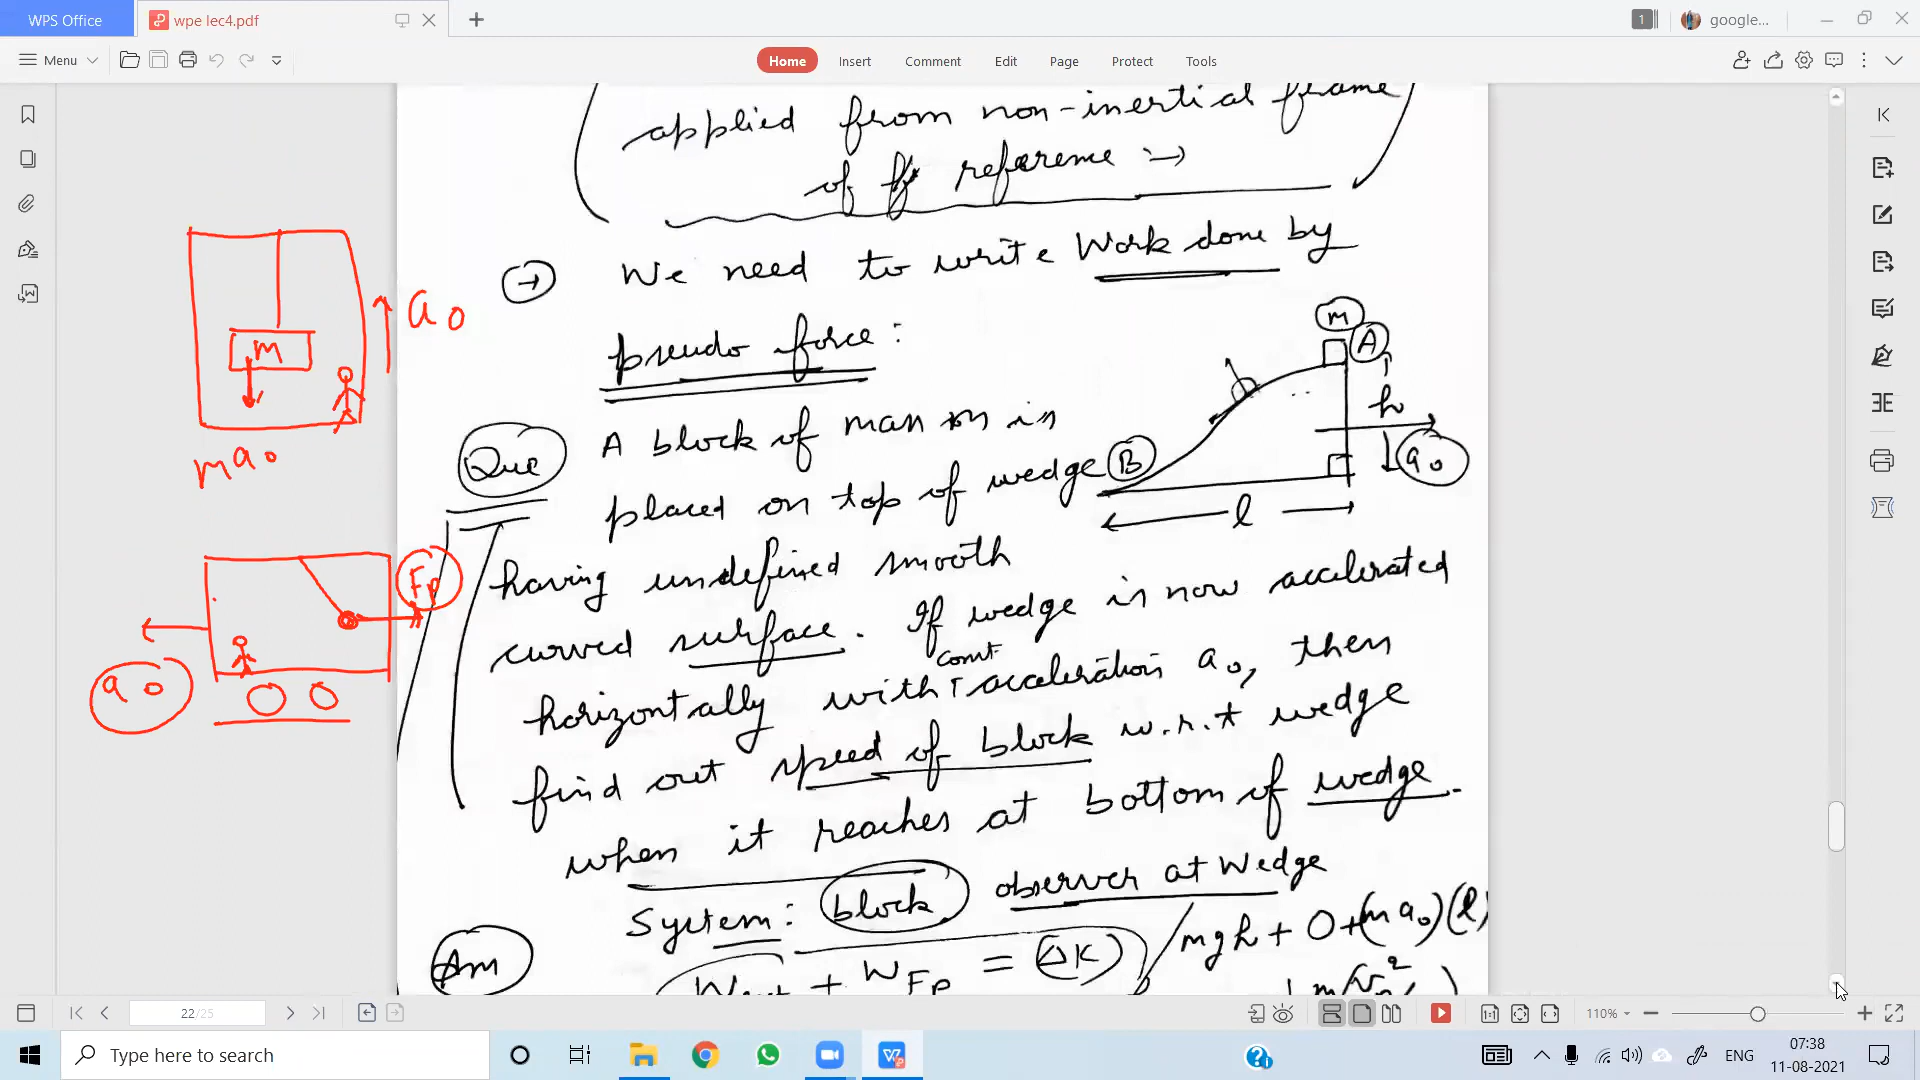 WPS Office
wpe lec4.pdf
1
google...
Menu
Home
Insert
Comment
Edit
Page
Protect
Tools
applied from non-inertial frame
of reference :→
→ We need to write Work done by
pseudo force :
a0
m
ma0
Fp
a0
m
A
h
a0
B
l
Que A block of mass m is
placed on top of wedge
having undefined smooth
curved surface. If wedge is now accelerated
const
horizontally with acceleration a0, then
find out speed of block w.r.t wedge
when it reaches at bottom of wedge.
System: block observer at Wedge
mgh + 0 + (ma0)(l)
Ans
+ WFp = ΔK
22/25
110%
Type here to search
ENG
07:38
11-08-2021